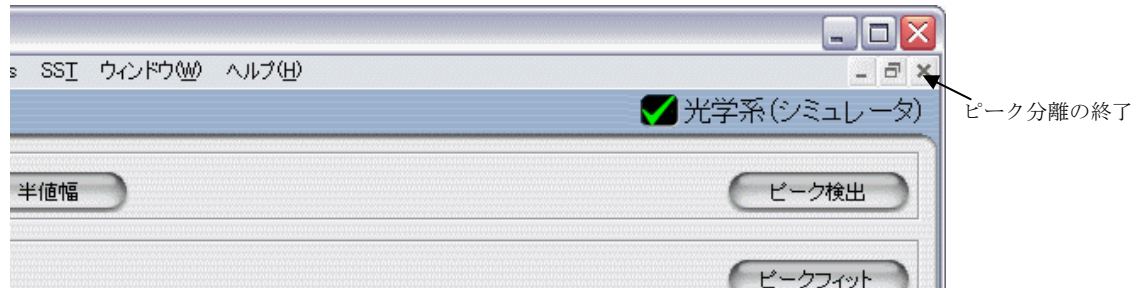 s SST ウィンドウ(W) ヘルプ(H)
光学系(シミュレータ)
ピーク分離の終了
半値幅
ピーク検出
ピークフィット